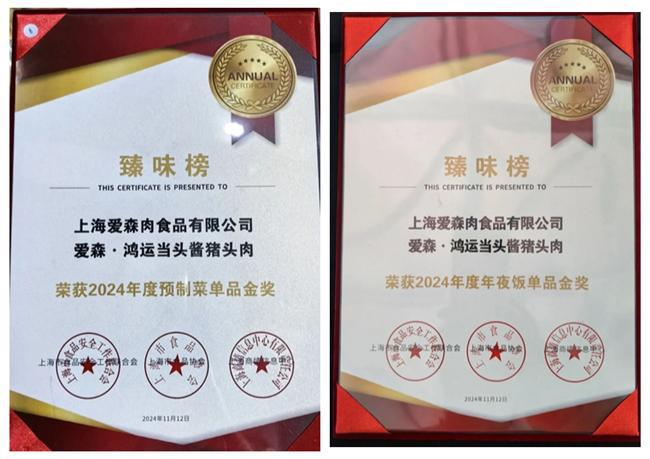 ANNUAL
CERTIFICATE
臻味榜
THIS CERTIFICATE IS PRESENTED TO
上海爱森肉食品有限公司
爱森·鸿运当头酱猪头肉
荣获2024年度预制菜单品金奖
上海市食品安全工作联合会
上海市食品协会
2024年11月12日
ANNUAL
CERTIFICATE
臻味榜
THIS CERTIFICATE IS PRESENTED TO
上海爱森肉食品有限公司
爱森·鸿运当头酱猪头肉
荣获2024年度年夜饭单品金奖
上海市食品安全工作联合会
上海市食品协会
2024年11月12日